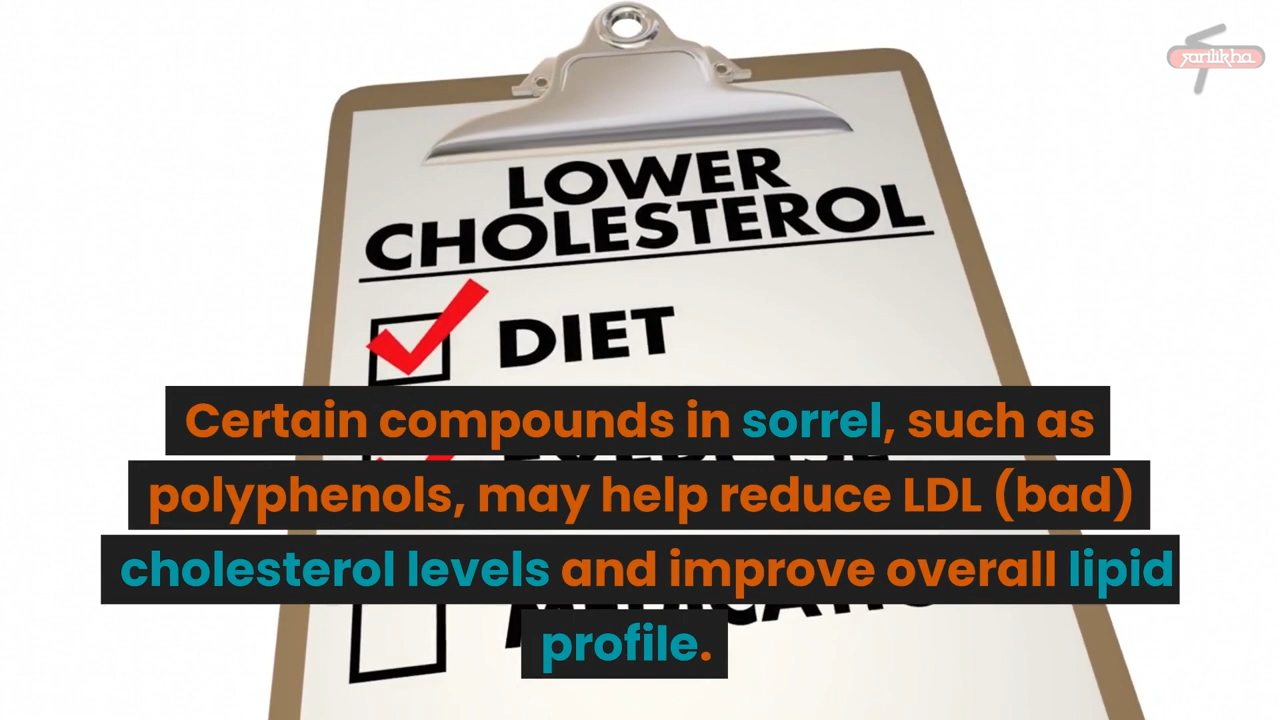 sarilikha
LOWER
CHOLESTEROL
DIET
Certain compounds in sorrel, such as
polyphenols, may help reduce LDL (bad)
cholesterol levels and improve overall lipid
profile.